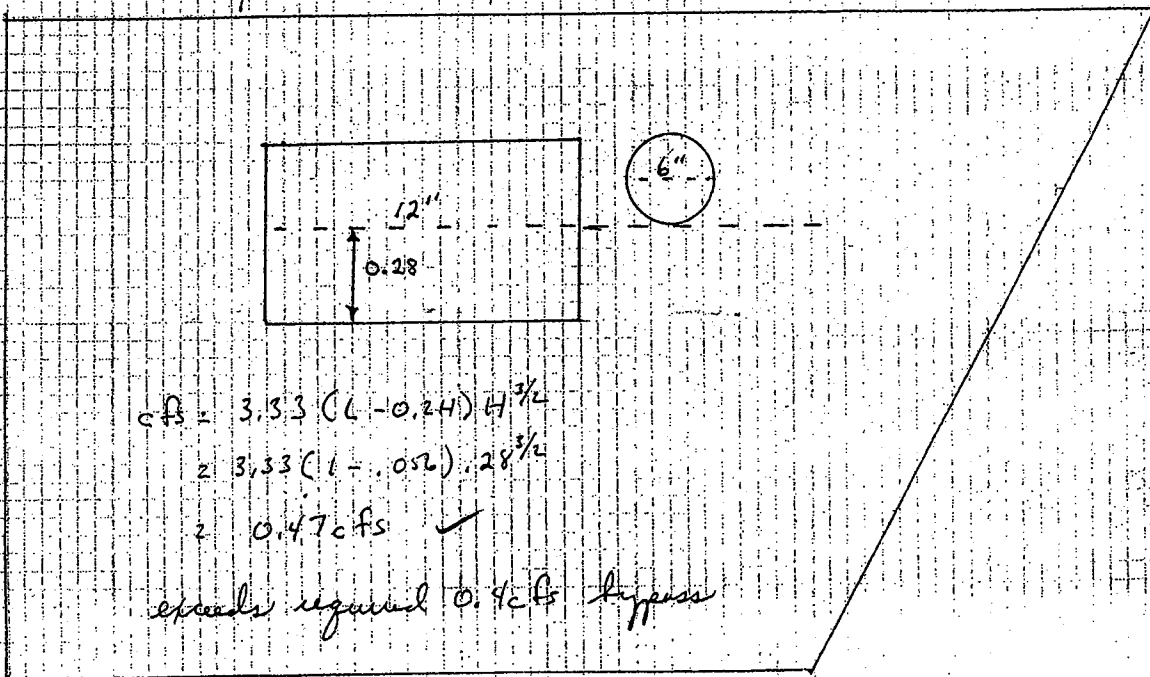 6"
12"
0.28
cfs = 3.33 (L - 0.2H) H^3/2
= 3.33 (1 - .056) .28^3/2
= 0.47 cfs ✓
exceeds required 0.4 cfs bypass